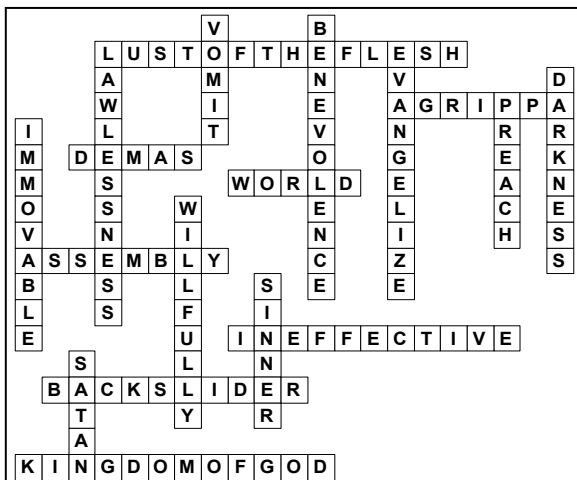 VOMIT
BENEVOLENCE
LUSTOFTHEFLESH
LAWLESSNESS
EVANGELIZE
DARKNESS
AGRIPPA
PREACH
IMMOVABLE
DEMAS
WORLD
WILLFULLY
ASSEMBLY
SINNER
INEFFECTIVE
SATAN
BACKSLIDER
KINGDOMOFGOD